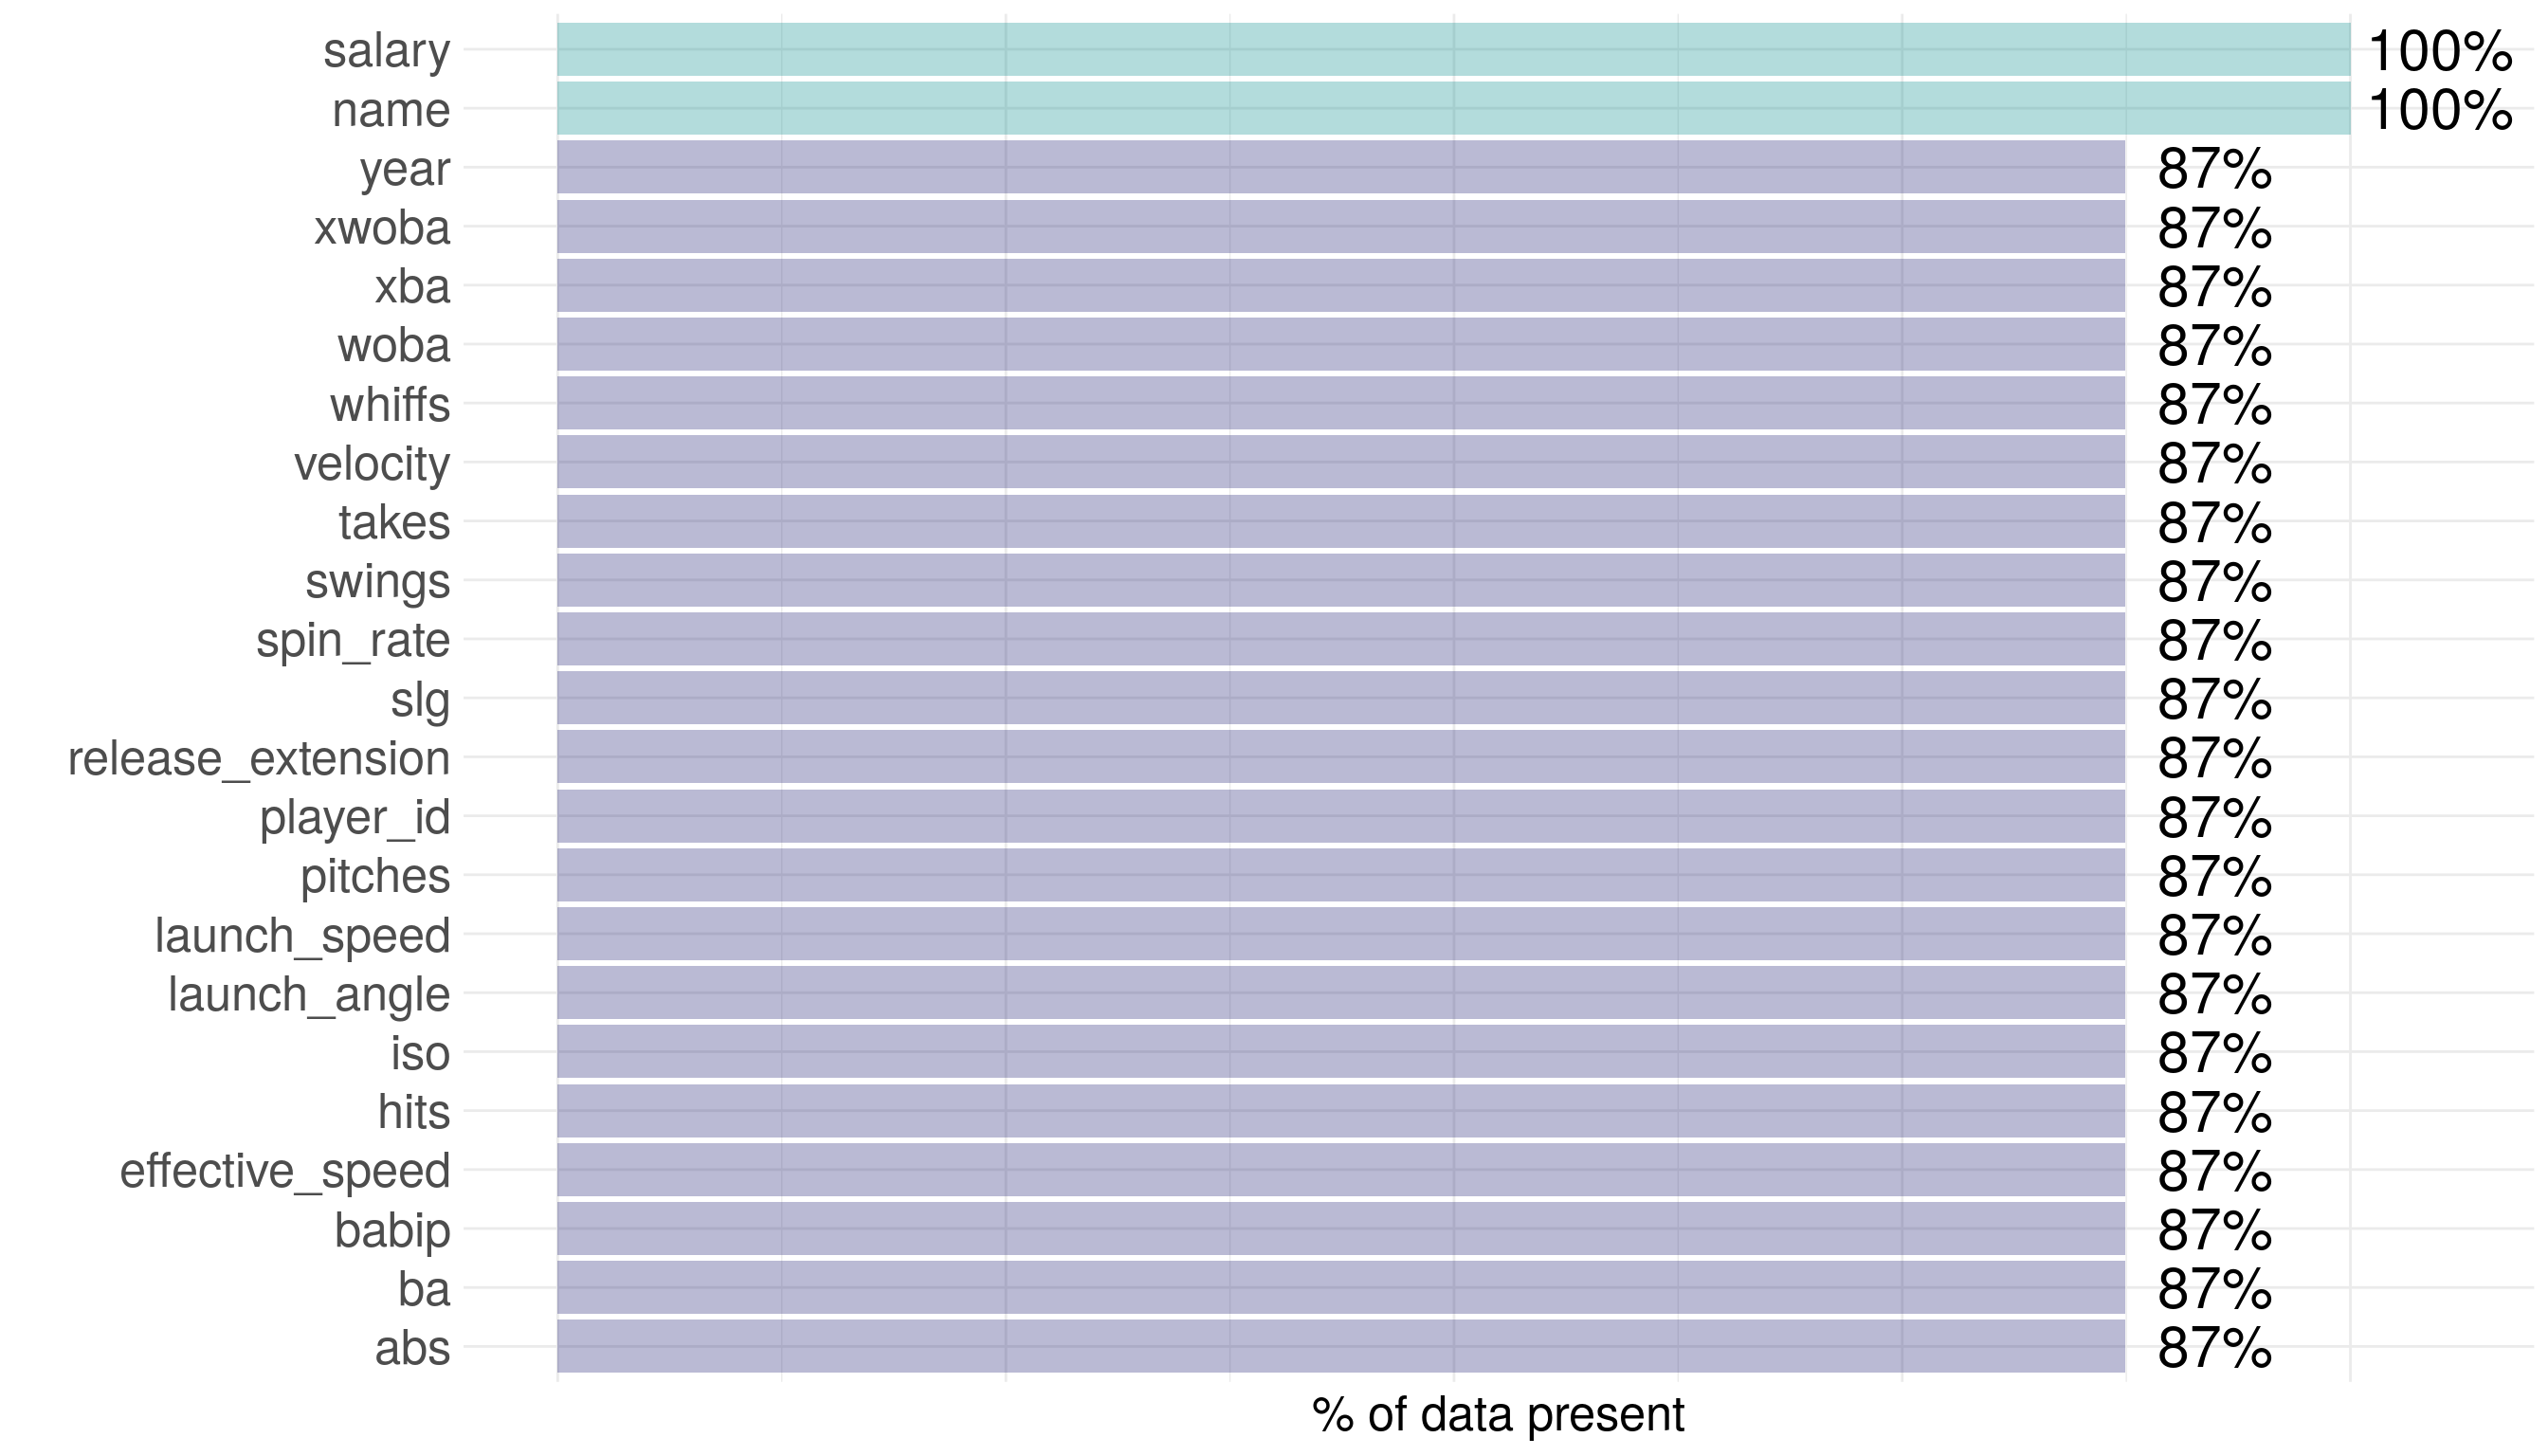 salary 100%
name 100%
year 87%
xwoba 87%
xba 87%
woba 87%
whiffs 87%
velocity 87%
takes 87%
swings 87%
spin_rate 87%
slg 87%
release_extension 87%
player_id 87%
pitches 87%
launch_speed 87%
launch_angle 87%
iso 87%
hits 87%
effective_speed 87%
babip 87%
ba 87%
abs 87%
% of data present